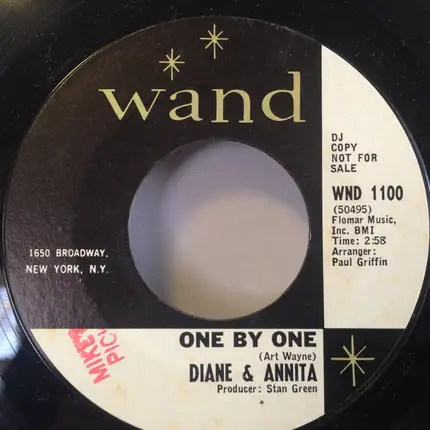 wand
DJ
COPY
NOT FOR
SALE
WND 1100
(50495)
Flomar Music,
Inc. BMI
Time: 2:58
Arranger:
Paul Griffin
1650 BROADWAY,
NEW YORK, N.Y.
ONE BY ONE
(Art Wayne)
DIANE & ANNITA
Producer: Stan Green